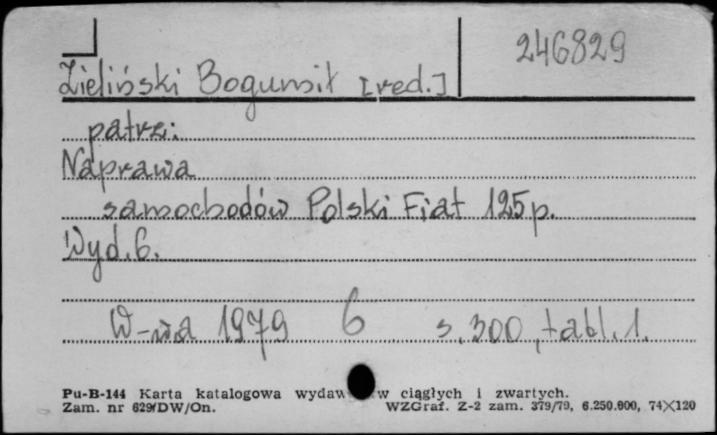 246829
Zieliński Bogumił [red.]
patrz:
Naprawa
samochodów Polski Fiat 125p.
Wyd. 6.
W-wa 1979 6 s. 300, tabl. 1.
Pu-B-144 Karta katalogowa wydaw w ciągłych i zwartych.
Zam. nr 629/DW/On. WZGraf. Z-2 zam. 379/79, 6.250.000, 74×120